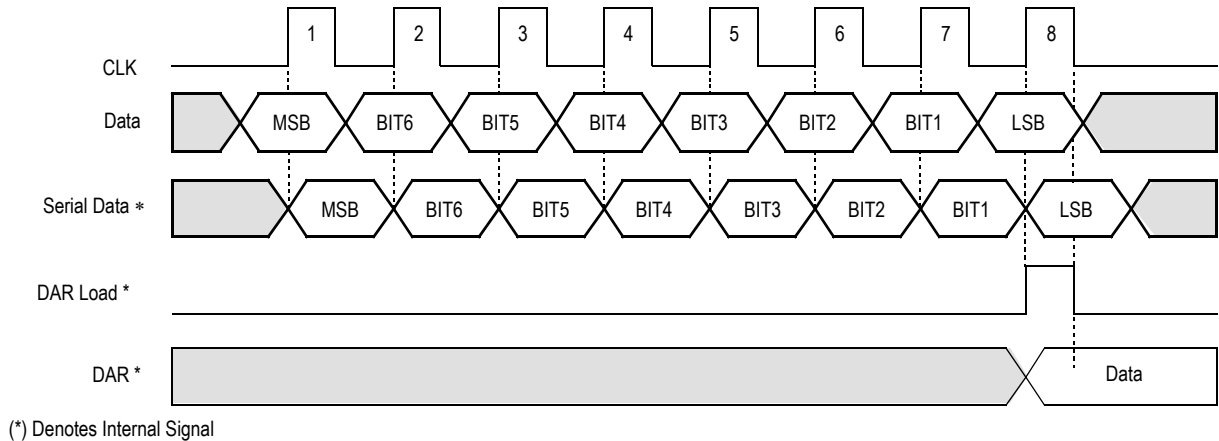 1 2 3 4 5 6 7 8
CLK
Data MSB BIT6 BIT5 BIT4 BIT3 BIT2 BIT1 LSB
Serial Data * MSB BIT6 BIT5 BIT4 BIT3 BIT2 BIT1 LSB
DAR Load *
DAR * Data
(*) Denotes Internal Signal